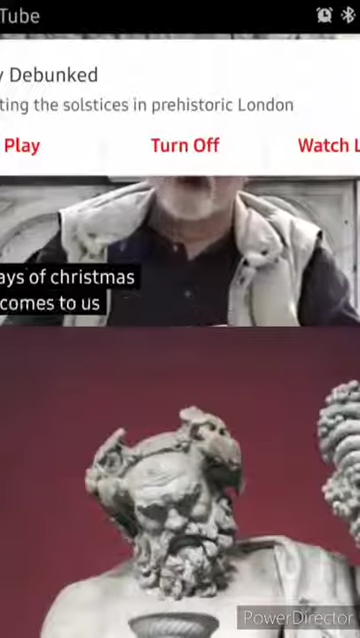 Tube
y Debunked
ting the solstices in prehistoric London
Play
Turn Off
Watch L
ays of christmas
comes to us
PowerDirector